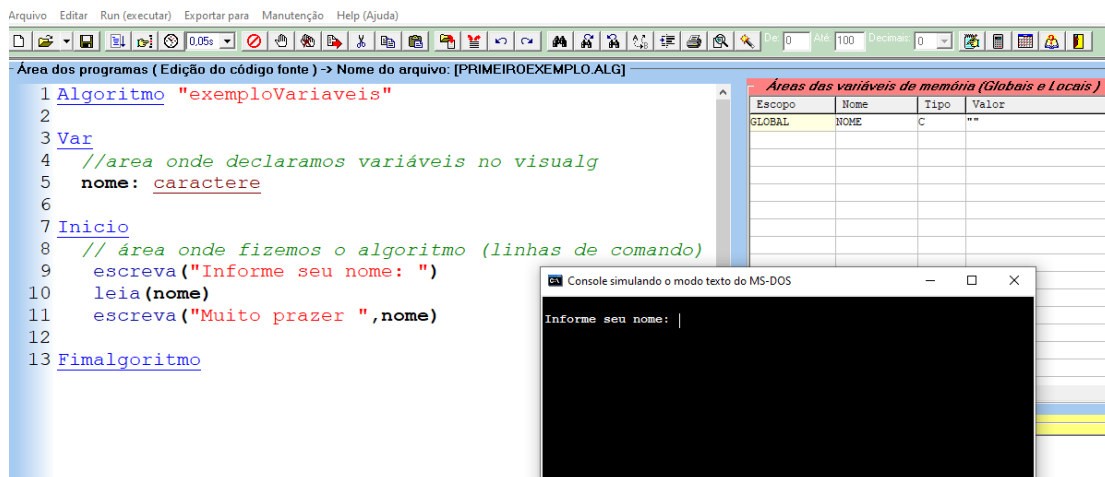 Arquivo Editar Run (executar) Exportar para Manutenção Help (Ajuda)
0,05s De: 0 Até: 100 Decimais: 0
Área dos programas ( Edição do código fonte ) -> Nome do arquivo: [PRIMEIROEXEMPLO.ALG]
1 Algoritmo "exemploVariaveis"
2
3 Var
4 //area onde declaramos variáveis no visualg
5 nome: caractere
6
7 Inicio
8 // área onde fizemos o algoritmo (linhas de comando)
9 escreva("Informe seu nome: ")
10 leia(nome)
11 escreva("Muito prazer ",nome)
12
13 Fimalgoritmo
Áreas das variáveis de memória (Globais e Locais )
Escopo Nome Tipo Valor
GLOBAL NOME C ""
Console simulando o modo texto do MS-DOS
Informe seu nome: